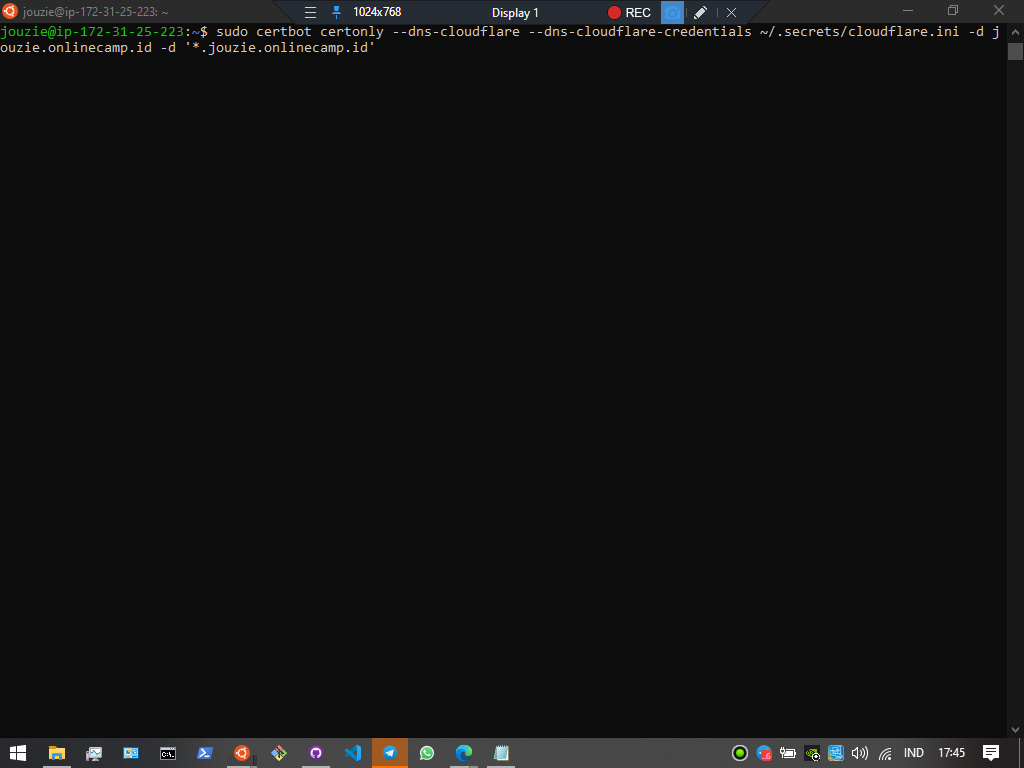 jouzie@ip-172-31-25-223: ~
1024x768
Display 1
REC
jouzie@ip-172-31-25-223:~$ sudo certbot certonly --dns-cloudflare --dns-cloudflare-credentials ~/.secrets/cloudflare.ini -d j
ouzie.onlinecamp.id -d '*.jouzie.onlinecamp.id'
IND
17:45